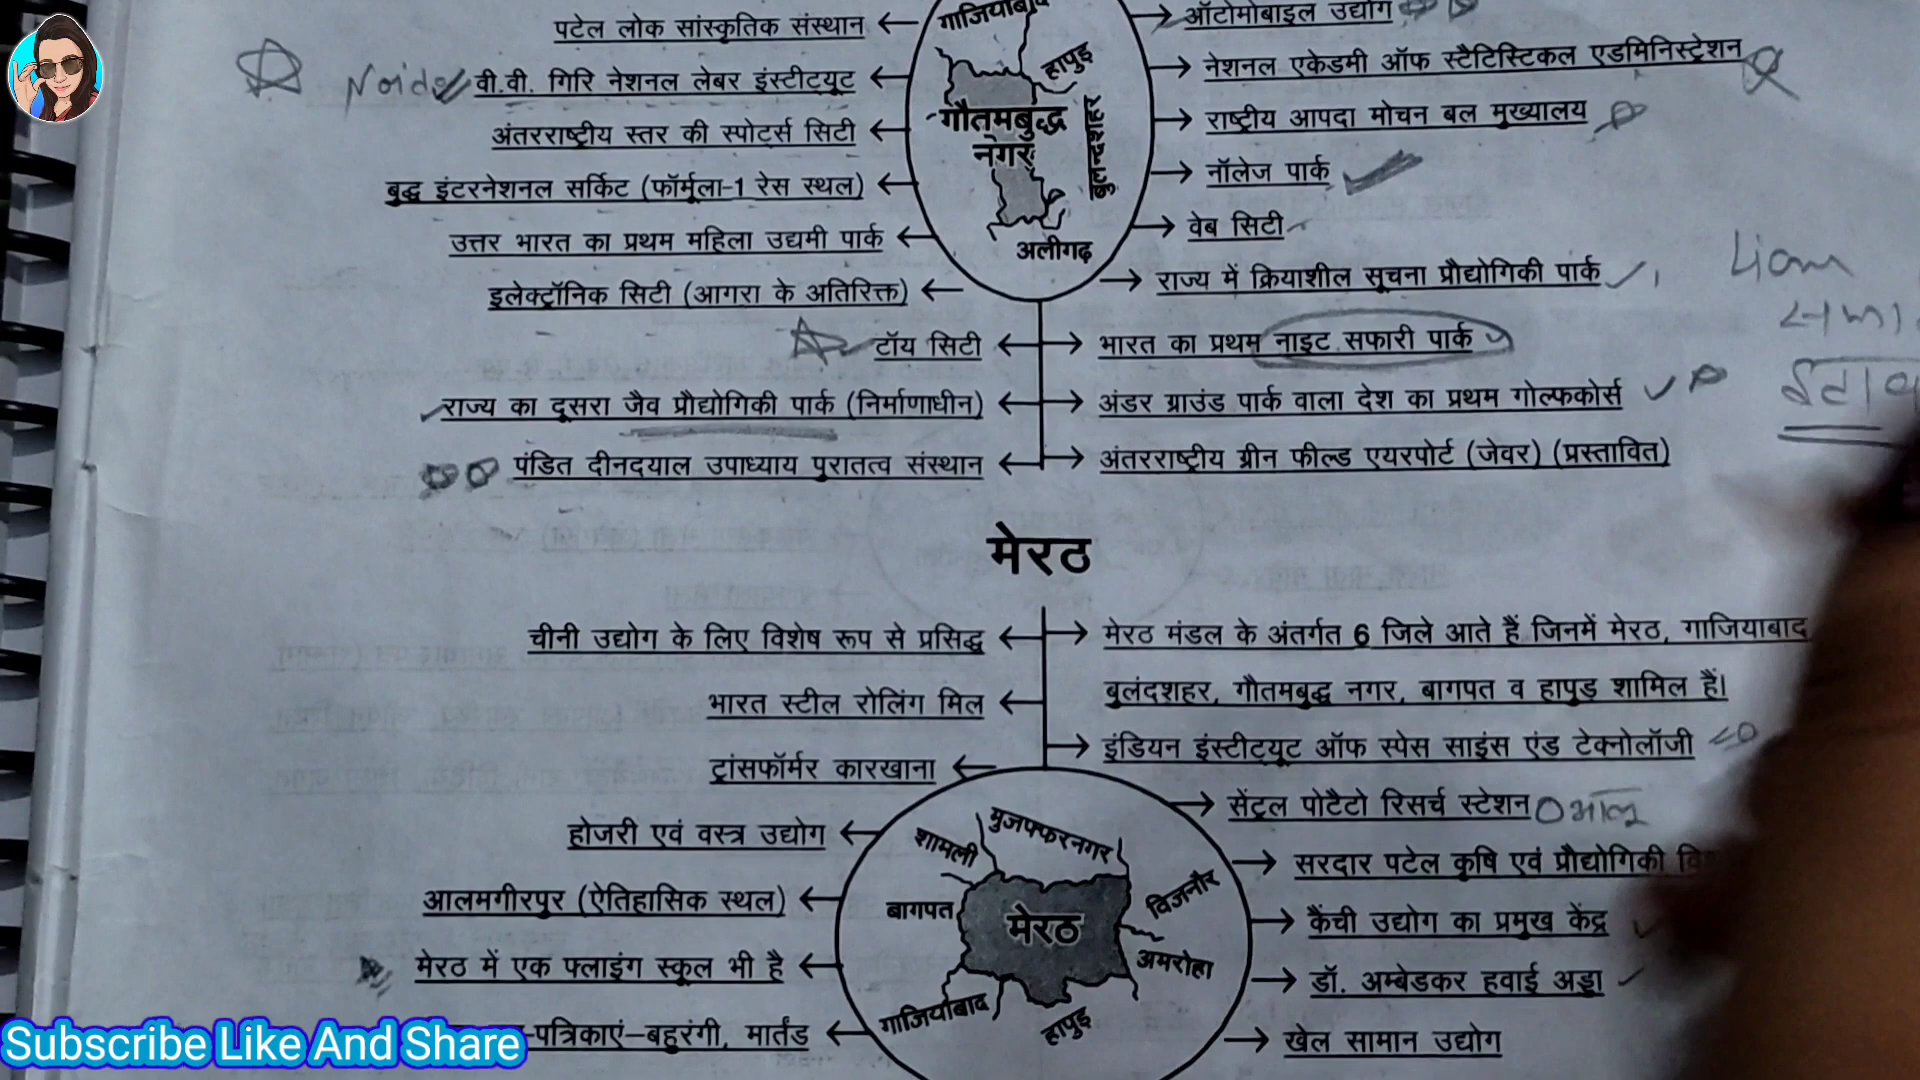 पटेल लोक सांस्कृतिक संस्थान
Noida वी.वी. गिरि नेशनल लेबर इंस्टीट्यूट
अंतरराष्ट्रीय स्तर की स्पोर्ट्स सिटी
बुद्ध इंटरनेशनल सर्किट (फॉर्मूला-1 रेस स्थल)
उत्तर भारत का प्रथम महिला उद्यमी पार्क
इलेक्ट्रॉनिक सिटी (आगरा के अतिरिक्त)
टॉय सिटी
राज्य का दूसरा जैव प्रौद्योगिकी पार्क (निर्माणाधीन)
पंडित दीनदयाल उपाध्याय पुरातत्व संस्थान
गाजियाबाद
हापुड़
गौतमबुद्ध
नगर
बुलन्दशहर
अलीगढ़
ऑटोमोबाइल उद्योग
नेशनल एकेडमी ऑफ स्टैटिस्टिकल एडमिनिस्ट्रेशन
राष्ट्रीय आपदा मोचन बल मुख्यालय
नॉलेज पार्क
वेब सिटी
राज्य में क्रियाशील सूचना प्रौद्योगिकी पार्क
भारत का प्रथम नाइट सफारी पार्क
अंडर ग्राउंड पार्क वाला देश का प्रथम गोल्फकोर्स
अंतरराष्ट्रीय ग्रीन फील्ड एयरपोर्ट (जेवर) (प्रस्तावित)
मेरठ
चीनी उद्योग के लिए विशेष रूप से प्रसिद्ध
भारत स्टील रोलिंग मिल
ट्रांसफॉर्मर कारखाना
होजरी एवं वस्त्र उद्योग
आलमगीरपुर (ऐतिहासिक स्थल)
मेरठ में एक फ्लाइंग स्कूल भी है
-पत्रिकाएं–बहुरंगी, मार्तंड
शामली
मुजफ्फरनगर
बिजनौर
बागपत
मेरठ
अमरोहा
गाजियाबाद
हापुड़
मेरठ मंडल के अंतर्गत 6 जिले आते हैं जिनमें मेरठ, गाजियाबाद
बुलंदशहर, गौतमबुद्ध नगर, बागपत व हापुड़ शामिल हैं।
इंडियन इंस्टीट्यूट ऑफ स्पेस साइंस एंड टेक्नोलॉजी
सेंट्रल पोटैटो रिसर्च स्टेशन आलू
सरदार पटेल कृषि एवं प्रौद्योगिकी
कैंची उद्योग का प्रमुख केंद्र
डॉ. अम्बेडकर हवाई अड्डा
खेल सामान उद्योग
Subscribe Like And Share